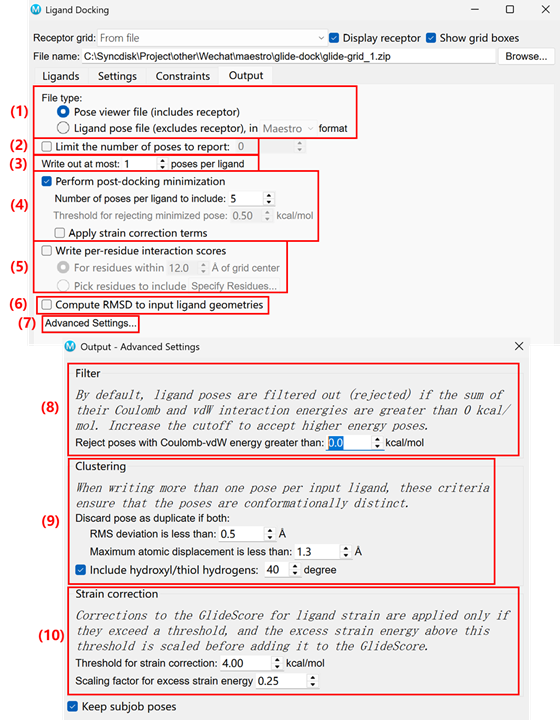 Ligand Docking
Receptor grid: From file
Display receptor
Show grid boxes
File name: C:\Syncdisk\Project\other\Wechat\maestro\glide-dock\glide-grid_1.zip
Browse...
Ligands Settings Constraints Output
(1)
File type:
Pose viewer file (includes receptor)
Ligand pose file (excludes receptor), in Maestro format
(2) Limit the number of poses to report: 0
(3) Write out at most: 1 poses per ligand
(4)
Perform post-docking minimization
Number of poses per ligand to include: 5
Threshold for rejecting minimized pose: 0.50 kcal/mol
Apply strain correction terms
(5)
Write per-residue interaction scores
For residues within 12.0 Å of grid center
Pick residues to include Specify Residues...
(6) Compute RMSD to input ligand geometries
(7) Advanced Settings...
Output - Advanced Settings
(8)
Filter
By default, ligand poses are filtered out (rejected) if the sum of
their Coulomb and vdW interaction energies are greater than 0 kcal/
mol. Increase the cutoff to accept higher energy poses.
Reject poses with Coulomb-vdW energy greater than: 0.0 kcal/mol
(9)
Clustering
When writing more than one pose per input ligand, these criteria
ensure that the poses are conformationally distinct.
Discard pose as duplicate if both:
RMS deviation is less than: 0.5 Å
Maximum atomic displacement is less than: 1.3 Å
Include hydroxyl/thiol hydrogens: 40 degree
(10)
Strain correction
Corrections to the GlideScore for ligand strain are applied only if
they exceed a threshold, and the excess strain energy above this
threshold is scaled before adding it to the GlideScore.
Threshold for strain correction: 4.00 kcal/mol
Scaling factor for excess strain energy 0.25
Keep subjob poses